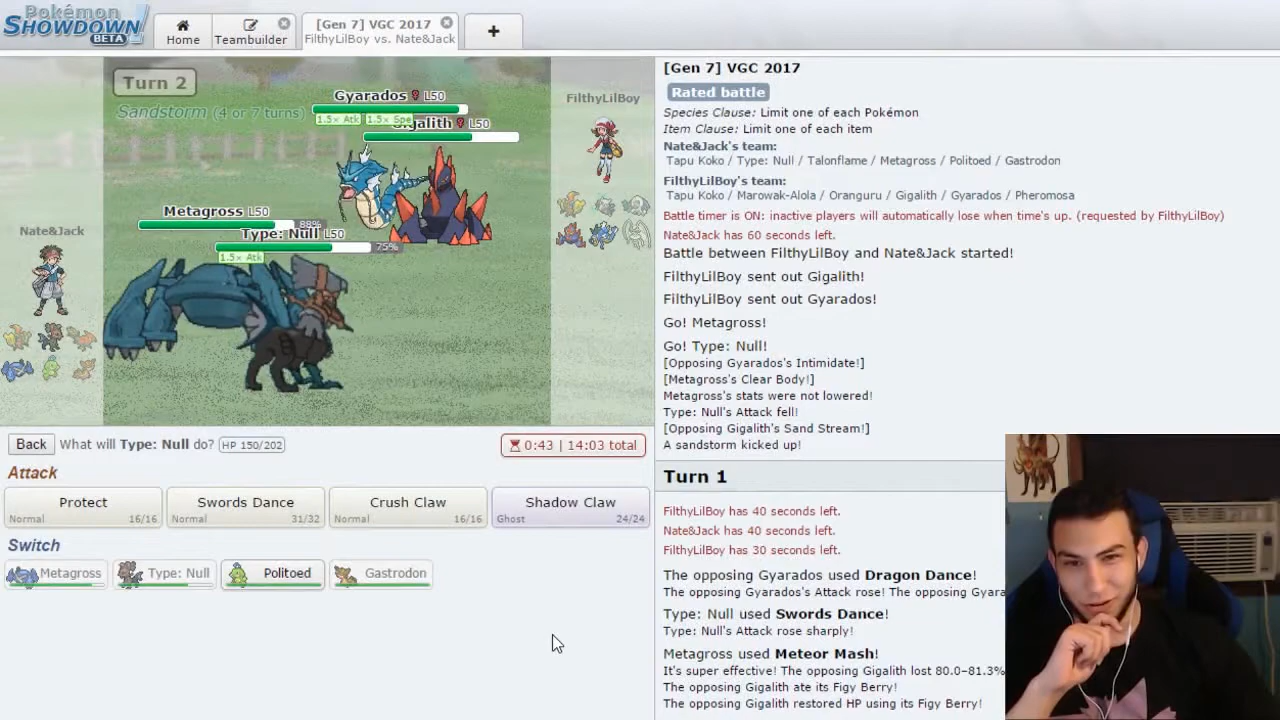 Pokémon
SHOWDOWN!
BETA
Home
Teambuilder
[Gen 7] VGC 2017
FilthyLilBoy vs. Nate&Jack
+
Turn 2
Sandstorm (4 or 7 turns)
Gyarados L50
1.5× Atk 1.5× Spe
Gigalith L50
Metagross L50
88%
Type: Null L50
75%
1.5× Atk
Nate&Jack
FilthyLilBoy
Back
What will Type: Null do? HP 150/202
0:43 | 14:03 total
Attack
Protect
Normal 16/16
Swords Dance
Normal 31/32
Crush Claw
Normal 16/16
Shadow Claw
Ghost 24/24
Switch
Metagross
Type: Null
Politoed
Gastrodon
[Gen 7] VGC 2017
Rated battle
Species Clause: Limit one of each Pokémon
Item Clause: Limit one of each item
Nate&Jack's team:
Tapu Koko / Type: Null / Talonflame / Metagross / Politoed / Gastrodon
FilthyLilBoy's team:
Tapu Koko / Marowak-Alola / Oranguru / Gigalith / Gyarados / Pheromosa
Battle timer is ON: inactive players will automatically lose when time's up. (requested by FilthyLilBoy)
Nate&Jack has 60 seconds left.
Battle between FilthyLilBoy and Nate&Jack started!
FilthyLilBoy sent out Gigalith!
FilthyLilBoy sent out Gyarados!
Go! Metagross!
Go! Type: Null!
[Opposing Gyarados's Intimidate!]
[Metagross's Clear Body!]
Metagross's stats were not lowered!
Type: Null's Attack fell!
[Opposing Gigalith's Sand Stream!]
A sandstorm kicked up!
Turn 1
FilthyLilBoy has 40 seconds left.
Nate&Jack has 40 seconds left.
FilthyLilBoy has 30 seconds left.
The opposing Gyarados used Dragon Dance!
The opposing Gyarados's Attack rose! The opposing Gyara
Type: Null used Swords Dance!
Type: Null's Attack rose sharply!
Metagross used Meteor Mash!
It's super effective! The opposing Gigalith lost 80.0–81.3%
The opposing Gigalith ate its Figy Berry!
The opposing Gigalith restored HP using its Figy Berry!